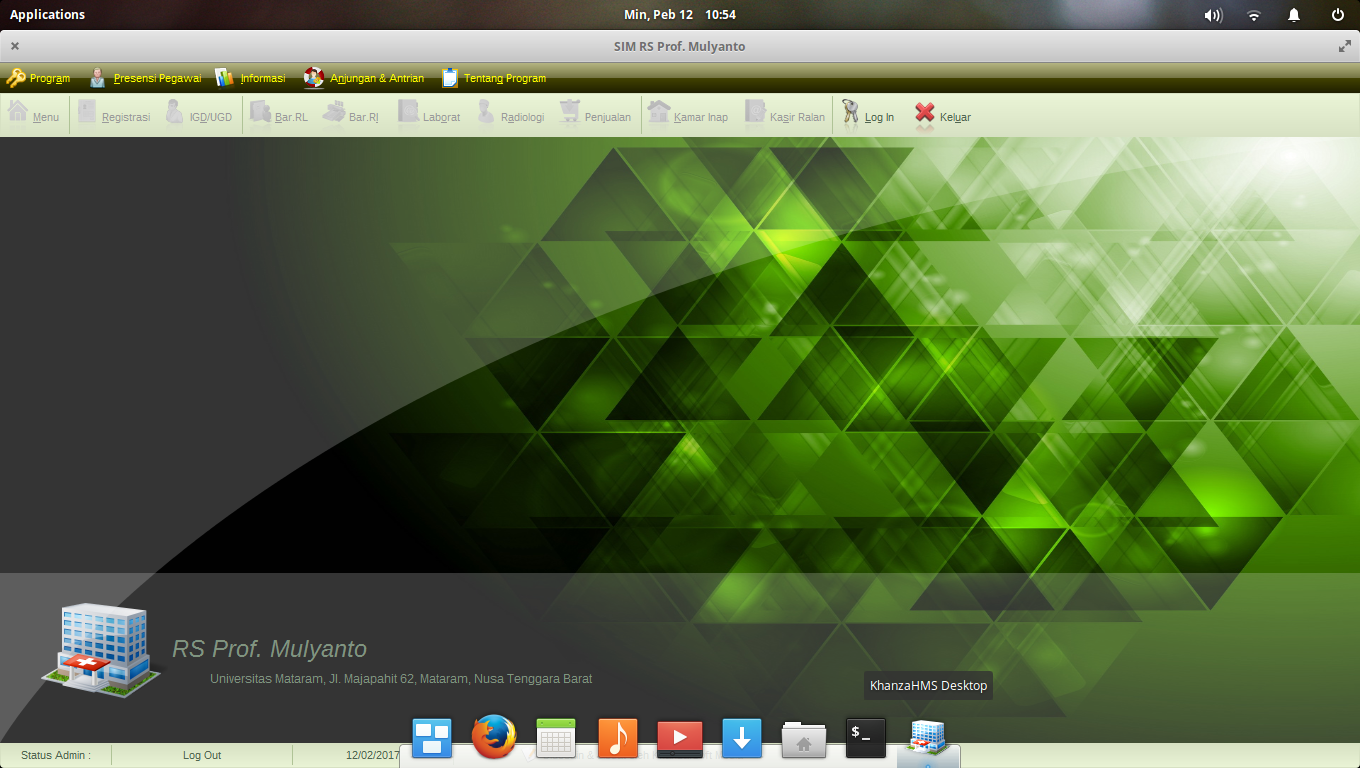 Applications
Min, Peb 12 10:54
SIM RS Prof. Mulyanto
Program Presensi Pegawai Informasi Anjungan & Antrian Tentang Program
Menu Registrasi IGD/UGD Bar.RL Bar.RI Laborat Radiologi Penjualan Kamar Inap Kasir Ralan Log In Keluar
RS Prof. Mulyanto
Universitas Mataram, Jl. Majapahit 62, Mataram, Nusa Tenggara Barat
KhanzaHMS Desktop
$_
Status Admin : Log Out 12/02/2017